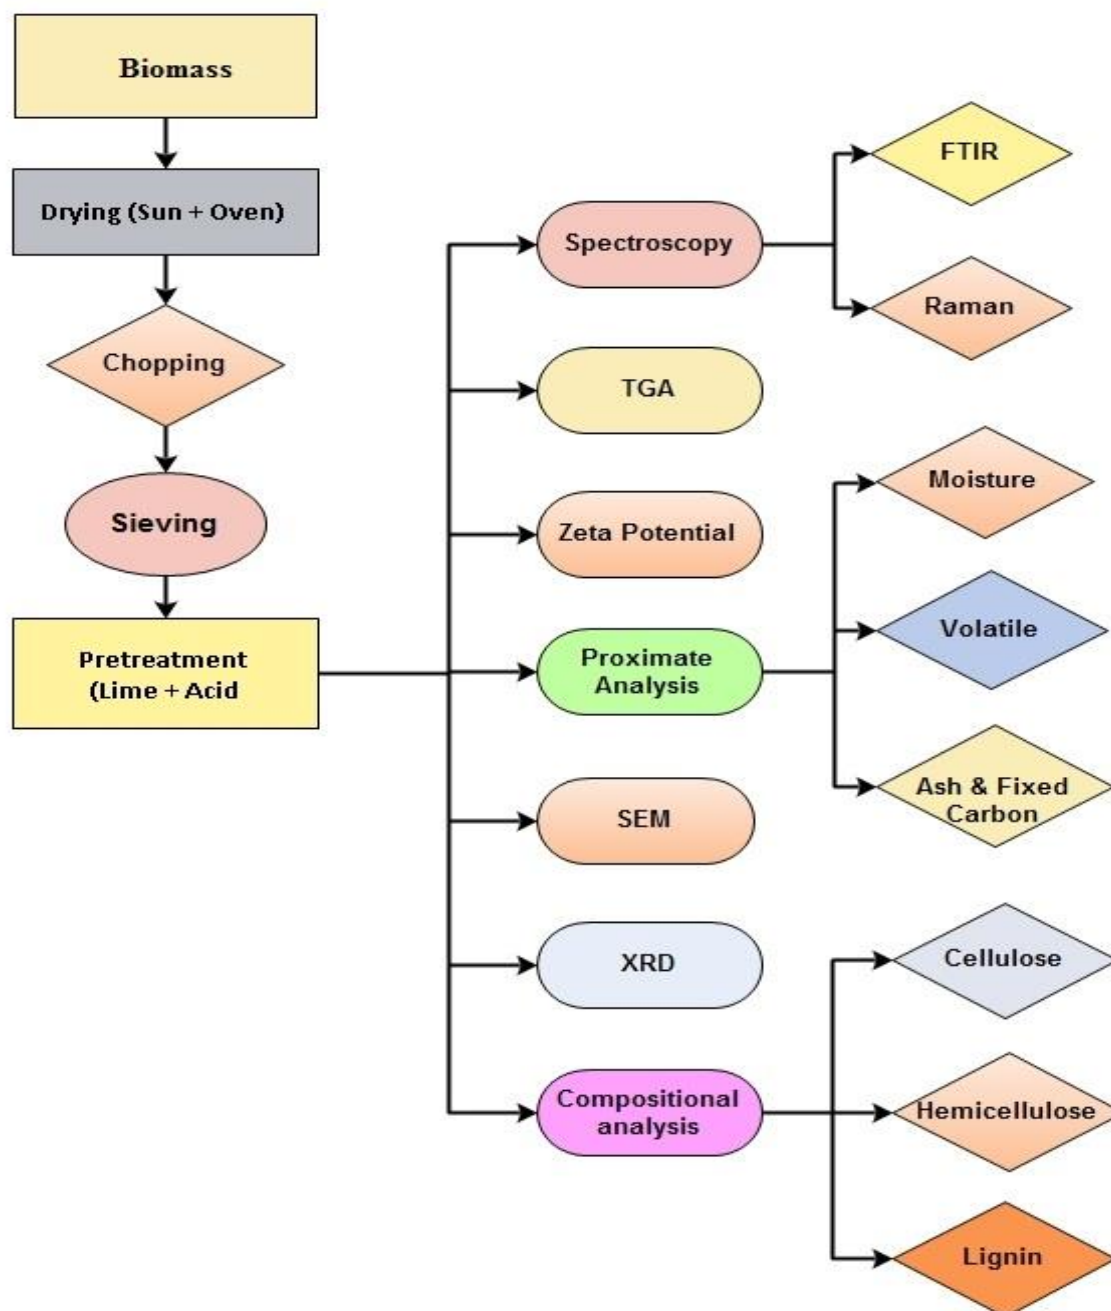 Biomass
Drying (Sun + Oven)
Chopping
Sieving
Pretreatment
(Lime + Acid
Spectroscopy
TGA
Zeta Potential
Proximate
Analysis
SEM
XRD
Compositional
analysis
FTIR
Raman
Moisture
Volatile
Ash & Fixed
Carbon
Cellulose
Hemicellulose
Lignin